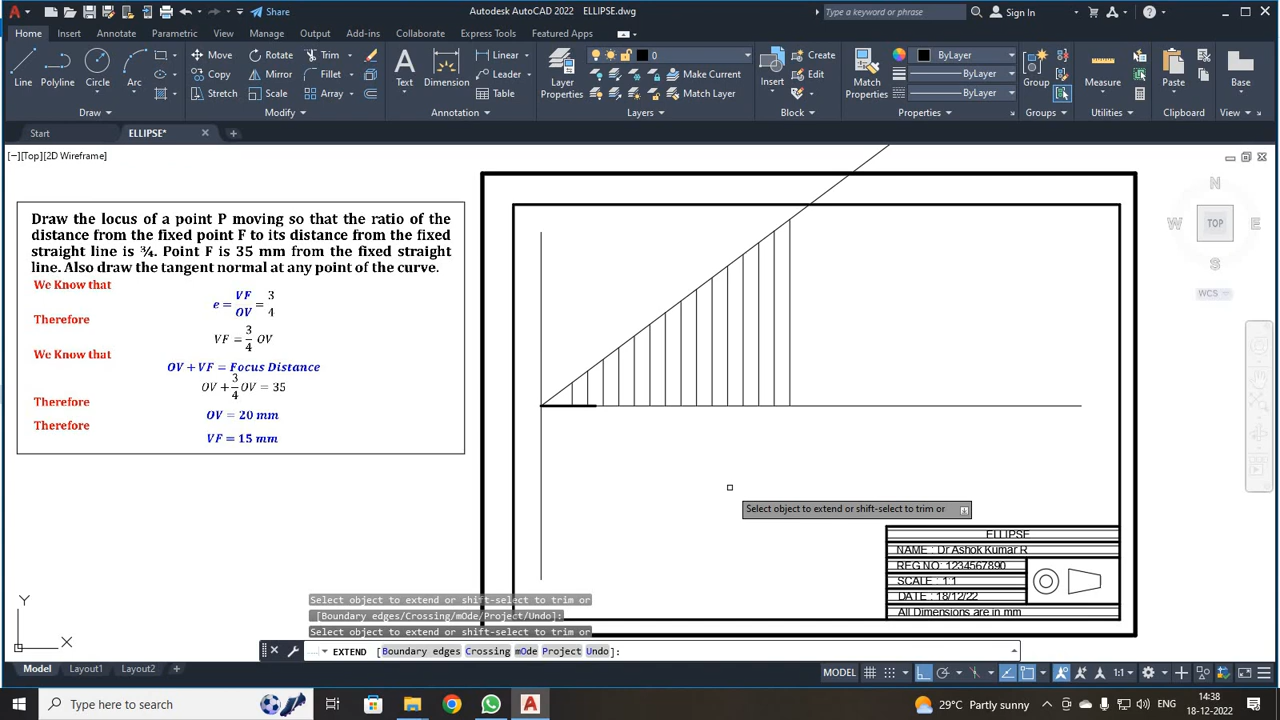 Share
Autodesk AutoCAD 2022 ELLIPSE.dwg
Type a keyword or phrase
Sign In
Home Insert Annotate Parametric View Manage Output Add-ins Collaborate Express Tools Featured Apps
Line Polyline Circle Arc
Move Rotate Trim
Copy Mirror Fillet
Stretch Scale Array
Text Dimension
Linear
Leader
Table
Layer Properties
0
Make Current
Match Layer
Insert
Create
Edit
Match Properties
ByLayer
ByLayer
ByLayer
Group
Measure
Paste
Base
Draw Modify Annotation Layers Block Properties Groups Utilities Clipboard View
Start ELLIPSE*
[−][Top][2D Wireframe]
N
W TOP E
S
WCS
Draw the locus of a point P moving so that the ratio of the
distance from the fixed point F to its distance from the fixed
straight line is ¾. Point F is 35 mm from the fixed straight
line. Also draw the tangent normal at any point of the curve.
We Know that
e = VF/OV = 3/4
Therefore
VF = 3/4 OV
We Know that
OV + VF = Focus Distance
OV + 3/4 OV = 35
Therefore
OV = 20 mm
Therefore
VF = 15 mm
Select object to extend or shift-select to trim or
ELLIPSE
NAME : Dr Ashok Kumar R
REG NO: 1234567890
SCALE : 1:1
DATE : 18/12/22
All Dimensions are in mm
Select object to extend or shift-select to trim or
[Boundary edges/Crossing/mOde/Project/Undo]:
Select object to extend or shift-select to trim or
Y
X
EXTEND [Boundary edges Crossing mOde Project Undo]:
Model Layout1 Layout2
MODEL
1:1
Type here to search
29°C Partly sunny
ENG
14:38
18-12-2022